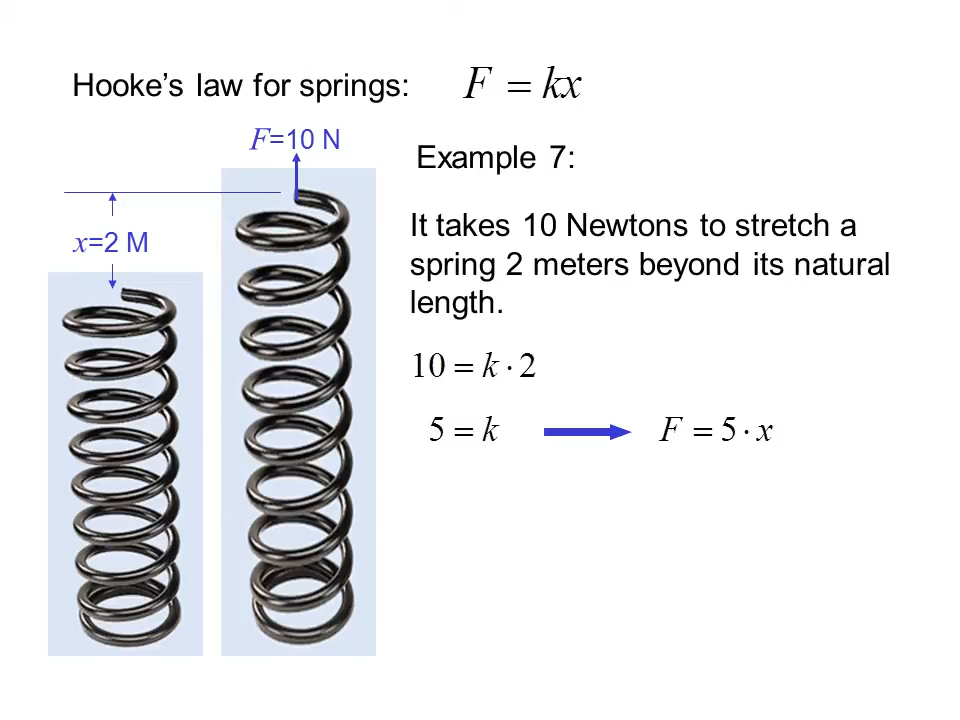 Hooke’s law for springs: F = kx
F=10 N
x=2 M
Example 7:
It takes 10 Newtons to stretch a
spring 2 meters beyond its natural
length.
10 = k · 2
5 = k F = 5 · x